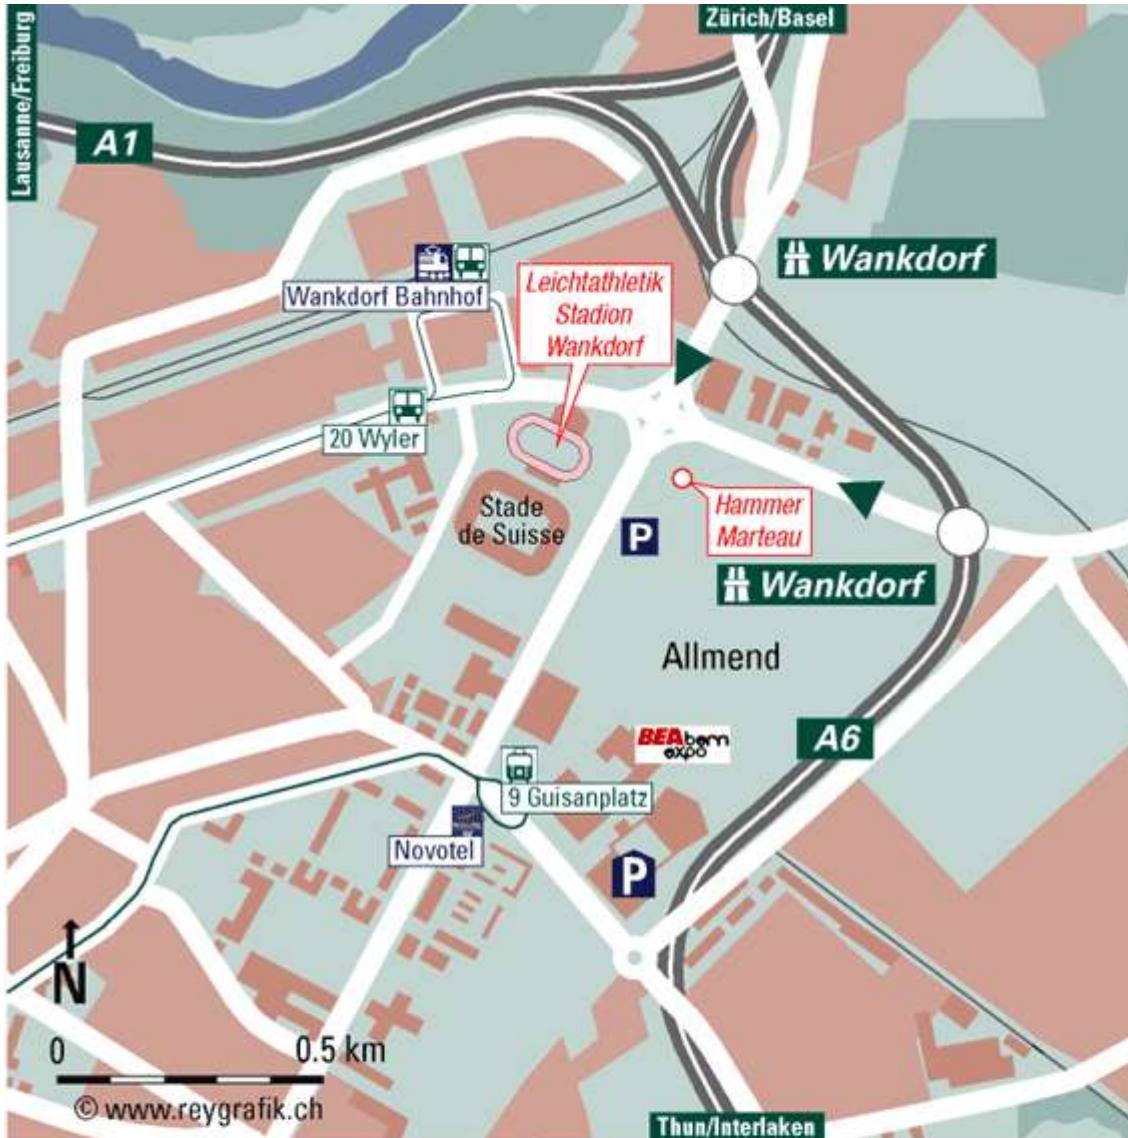 Lausanne/Freiburg
Zürich/Basel
A1
Wankdorf
Wankdorf Bahnhof
Leichtathletik
Stadion
Wankdorf
20 Wyler
Stade
de Suisse
P
Hammer
Marteau
Wankdorf
Allmend
BEA bern
expo
A6
9 Guisanplatz
Novotel
P
N
0 0.5 km
© www.reygrafik.ch
Thun/Interlaken